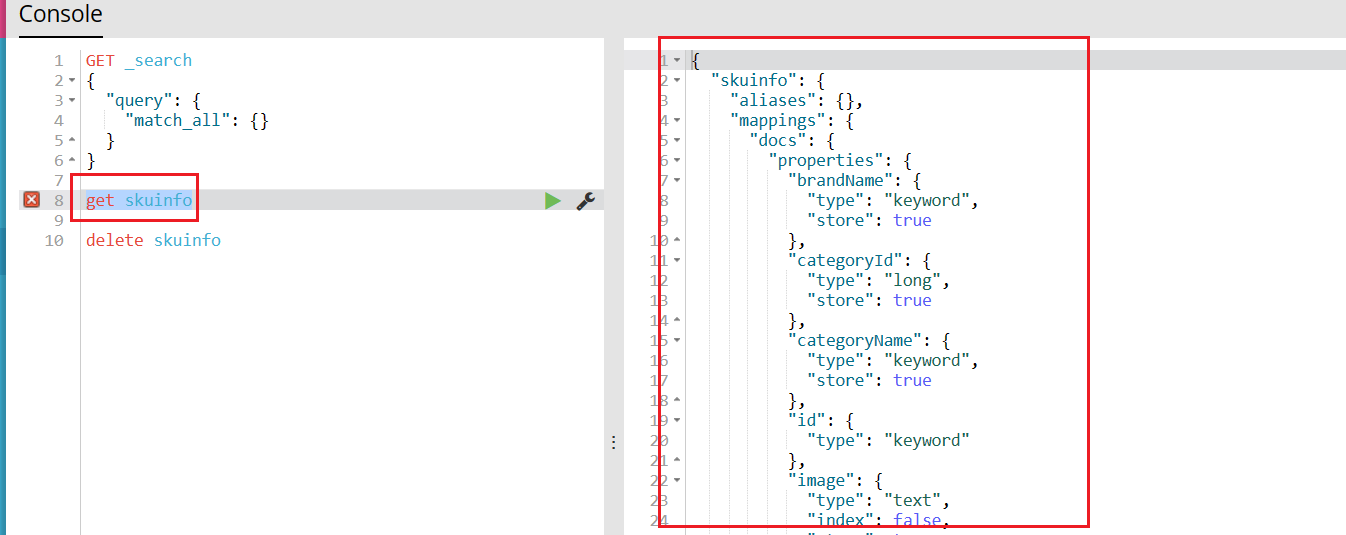 Console
1 GET _search
2 {
3 "query": {
4 "match_all": {}
5 }
6 }
7
8 get skuinfo
9
10 delete skuinfo
1 {
2 "skuinfo": {
3 "aliases": {},
4 "mappings": {
5 "docs": {
6 "properties": {
7 "brandName": {
8 "type": "keyword",
9 "store": true
10 },
11 "categoryId": {
12 "type": "long",
13 "store": true
14 },
15 "categoryName": {
16 "type": "keyword",
17 "store": true
18 },
19 "id": {
20 "type": "keyword"
21 },
22 "image": {
23 "type": "text",
24 "index": false,